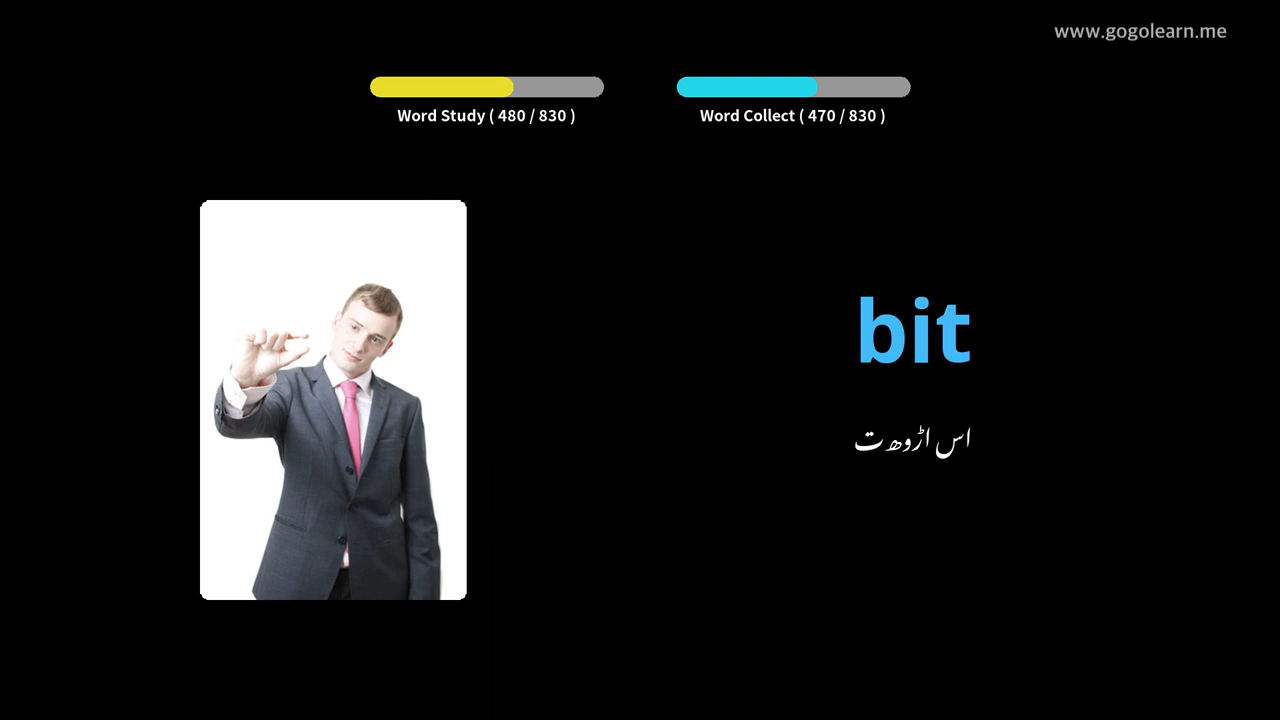 www.gogolearn.me
Word Study ( 480 / 830 )
Word Collect ( 470 / 830 )
bit
اس اڑوھ ت